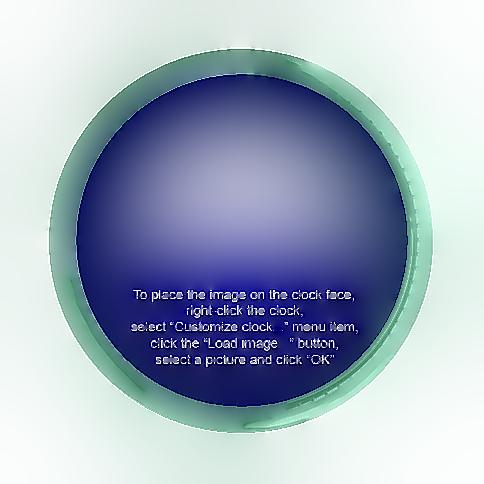 To place the image on the clock face,
right-click the clock,
select “Customize clock...” menu item,
click the “Load image...” button,
select a picture and click “OK”